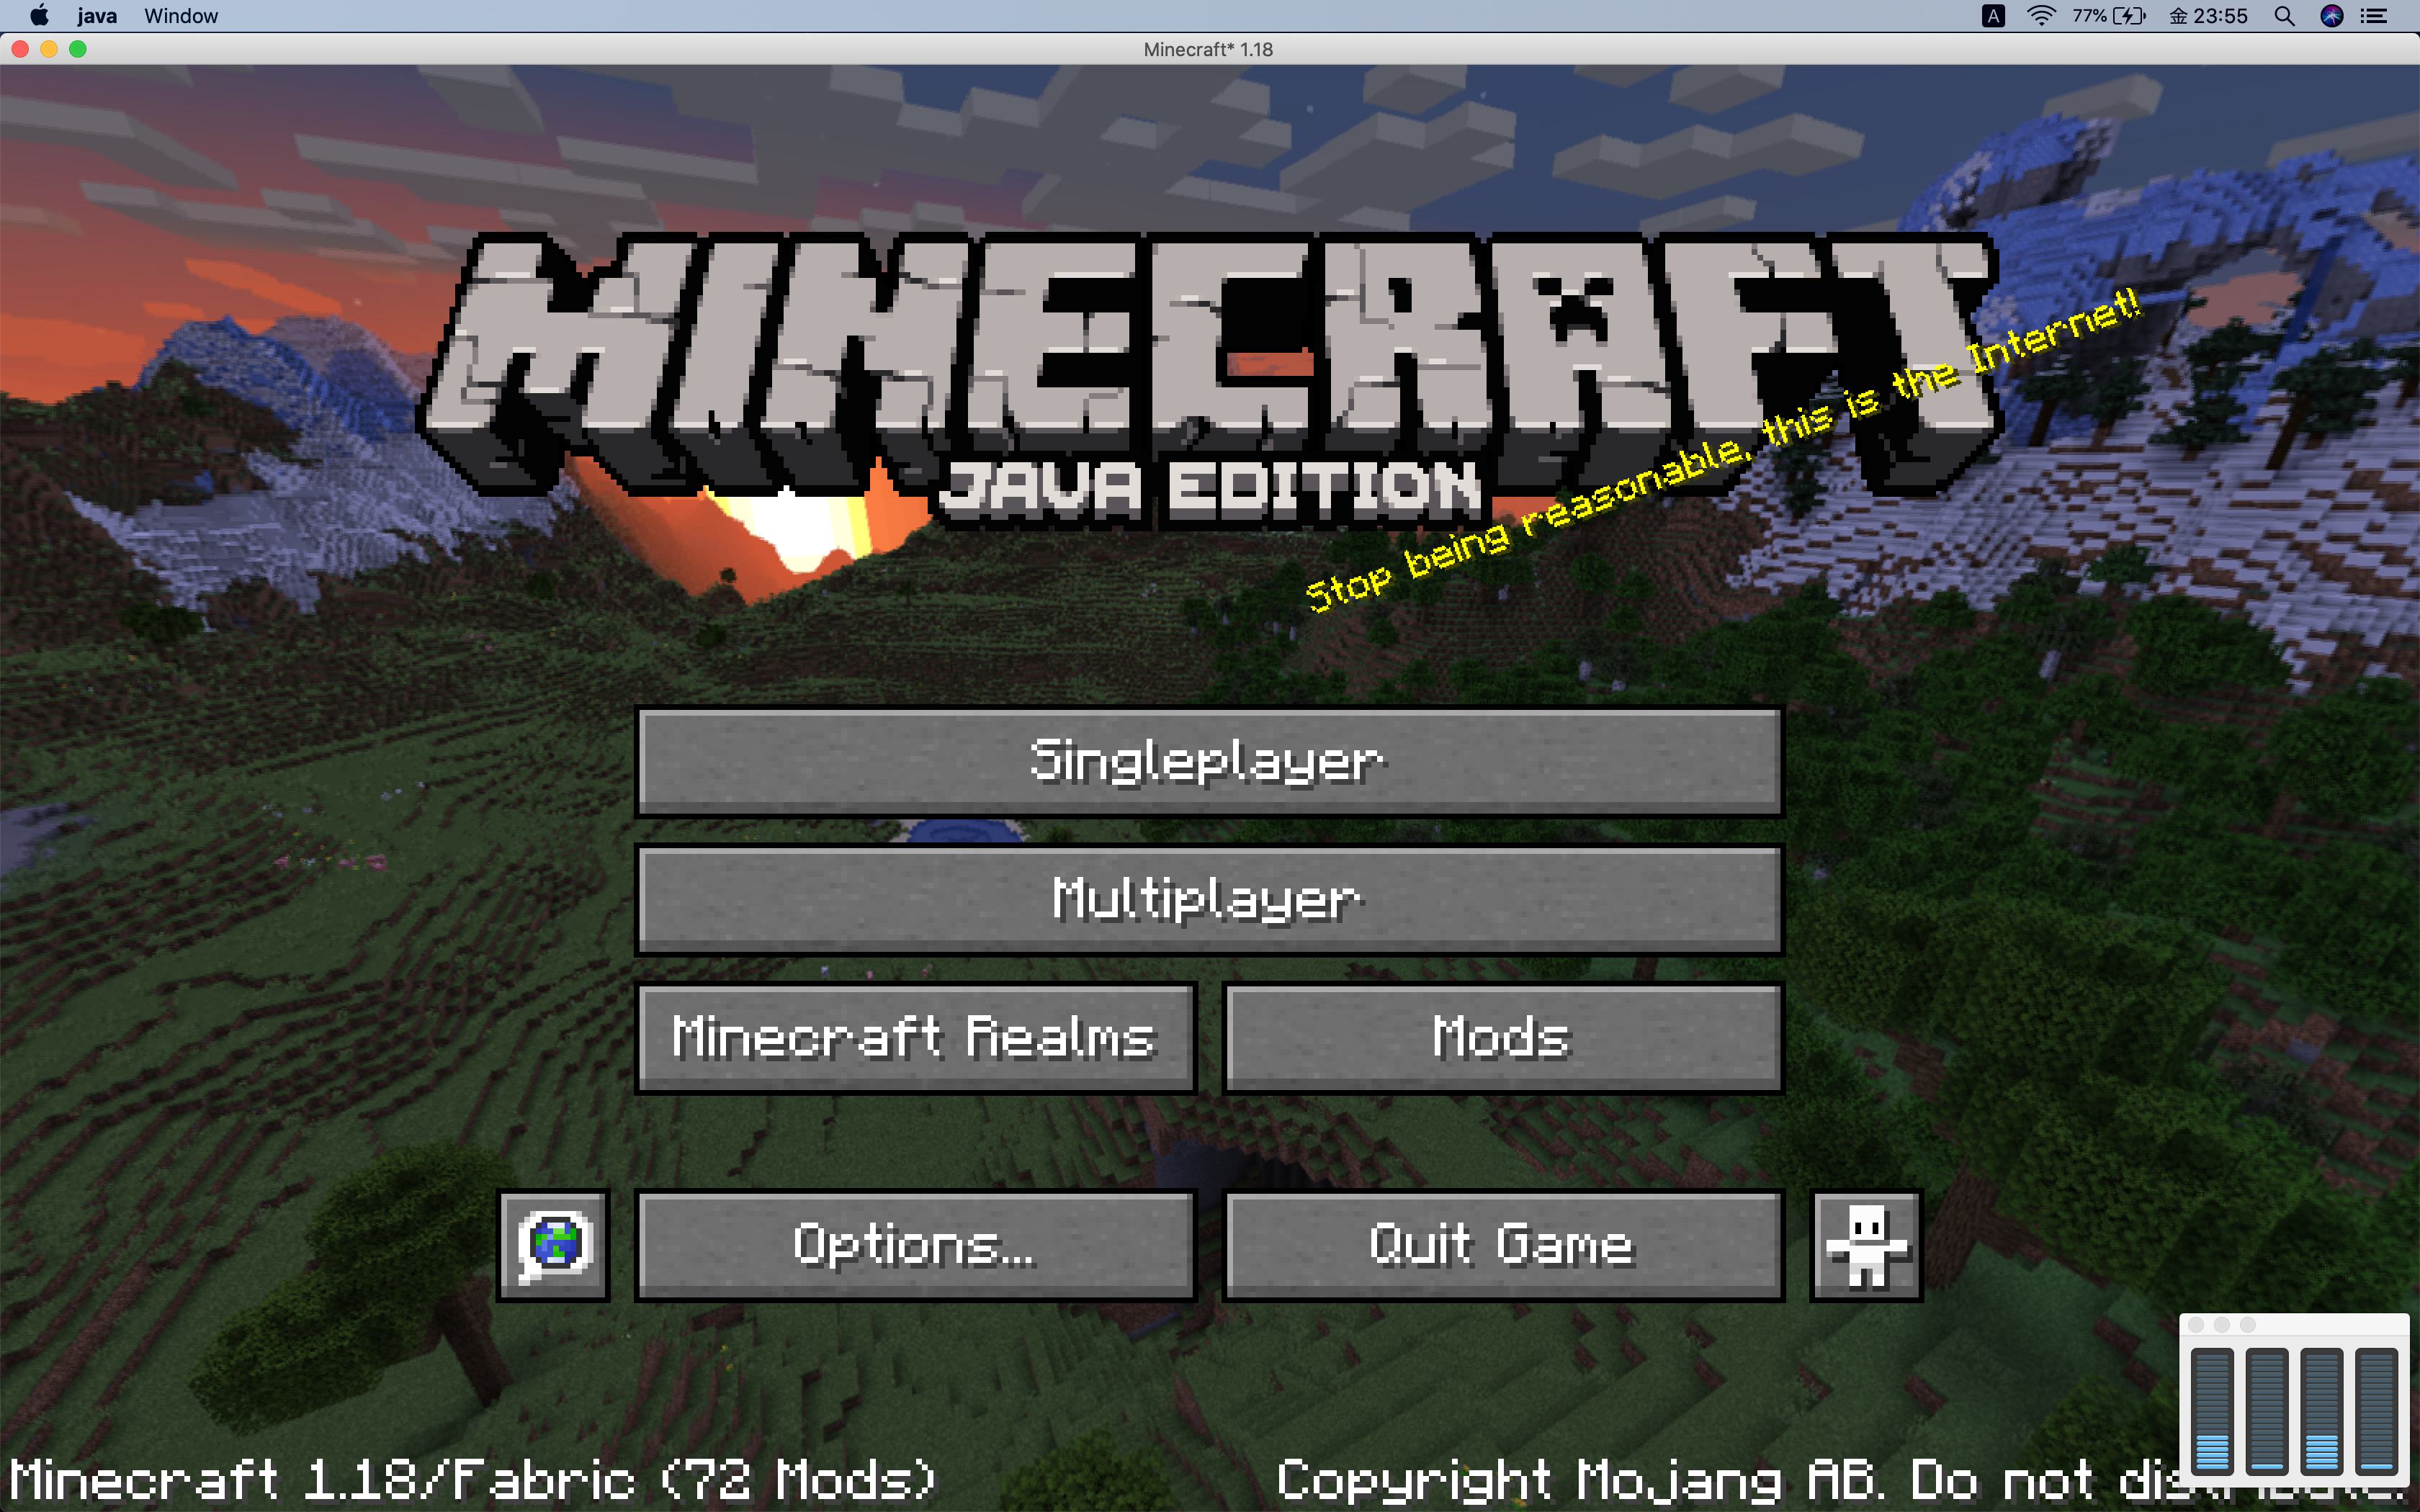 java Window A 77% 金 23:55
Minecraft* 1.18
MINECRAFT
JAVA EDITION
Stop being reasonable, this is the Internet!
Singleplayer
Multiplayer
Minecraft Realms Mods
Options... Quit Game
Minecraft 1.18/Fabric (72 Mods) Copyright Mojang AB. Do not